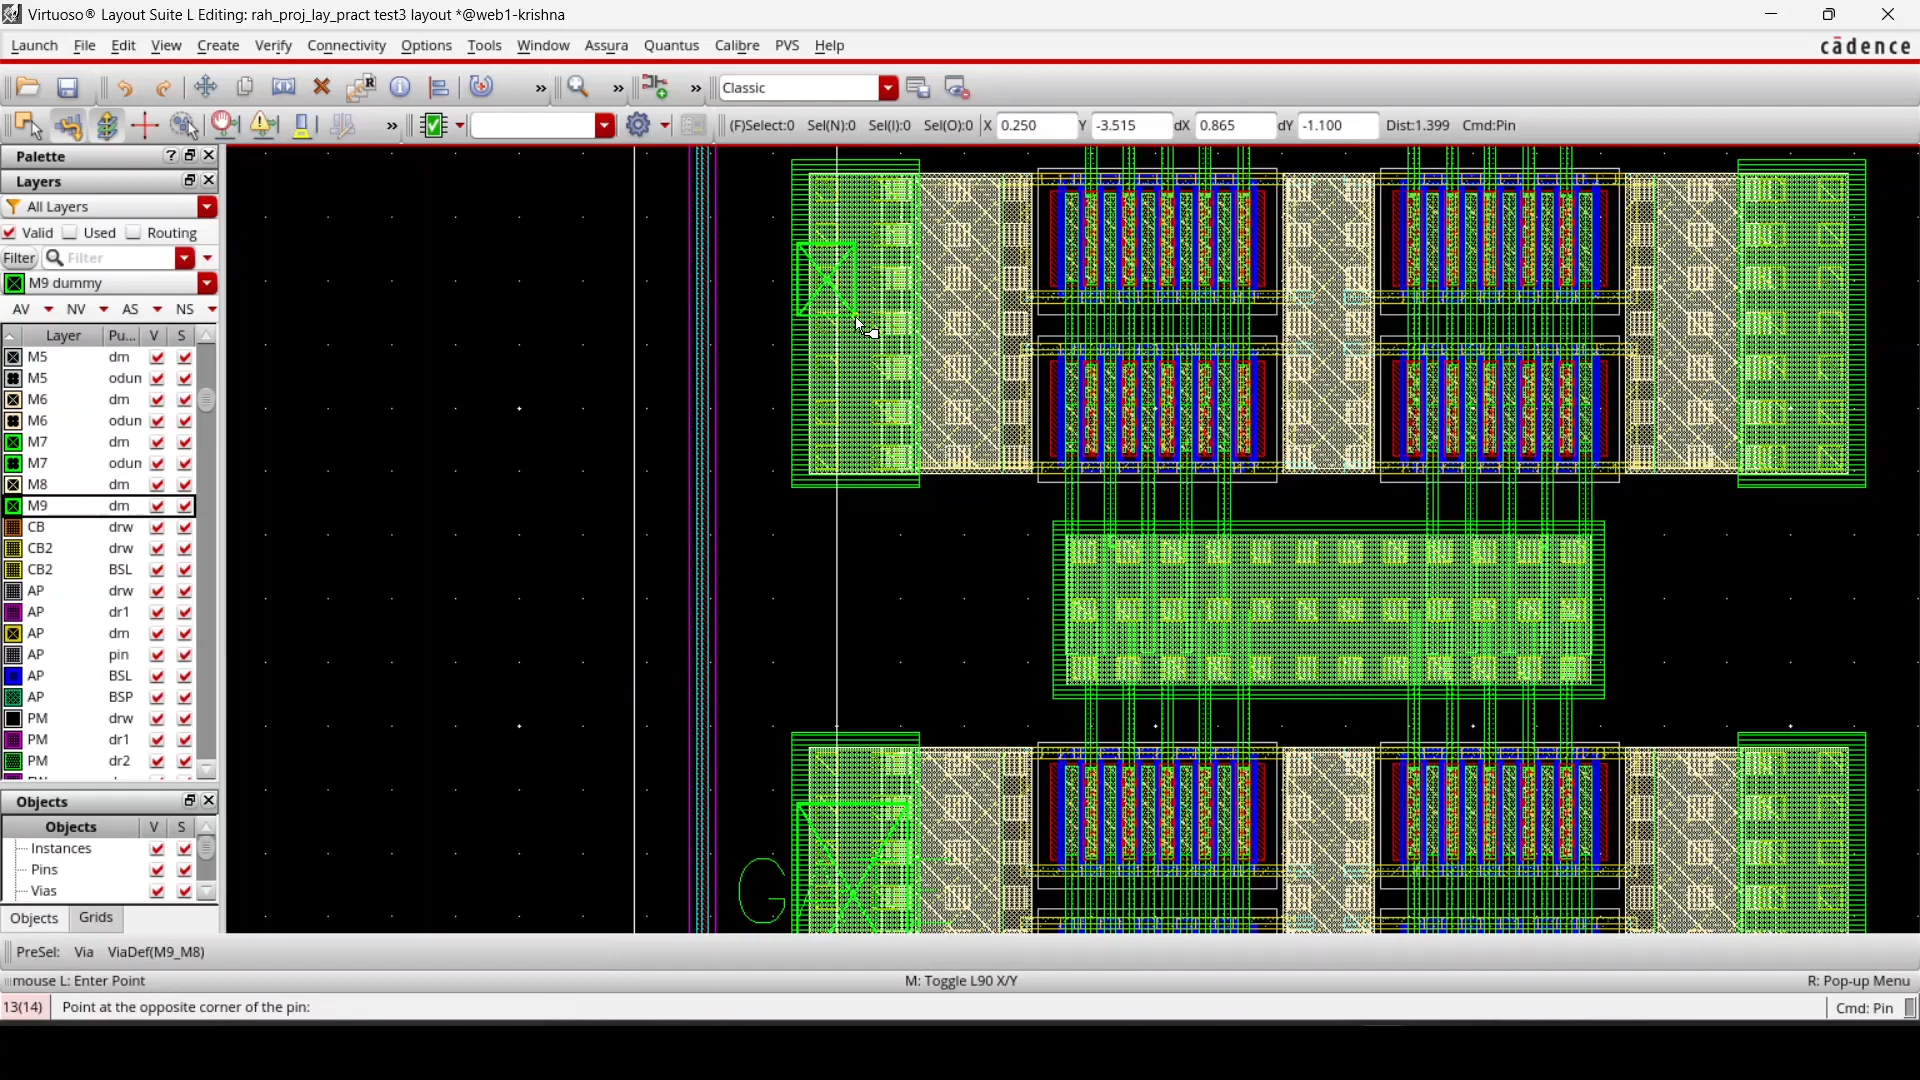 Virtuoso® Layout Suite L Editing: rah_proj_lay_pract test3 layout *@web1-krishna
Launch File Edit View Create Verify Connectivity Options Tools Window Assura Quantus Calibre PVS Help cādence
» » » Classic
» (F)Select:0 Sel(N):0 Sel(I):0 Sel(O):0 X 0.250 Y -3.515 dX 0.865 dY -1.100 Dist:1.399 Cmd:Pin
Palette
Layers
All Layers
Valid Used Routing
Filter Filter
M9 dummy
AV NV AS NS
Layer Pu... V S
M5 dm
M5 odun
M6 dm
M6 odun
M7 dm
M7 odun
M8 dm
M9 dm
CB drw
CB2 drw
CB2 BSL
AP drw
AP dr1
AP dm
AP pin
AP BSL
AP BSP
PM drw
PM dr1
PM dr2
Objects
Objects V S
Instances
Pins
Vias
G
Objects Grids
PreSel: Via ViaDef(M9_M8)
mouse L: Enter Point M: Toggle L90 X/Y R: Pop-up Menu
13(14) Point at the opposite corner of the pin: Cmd: Pin